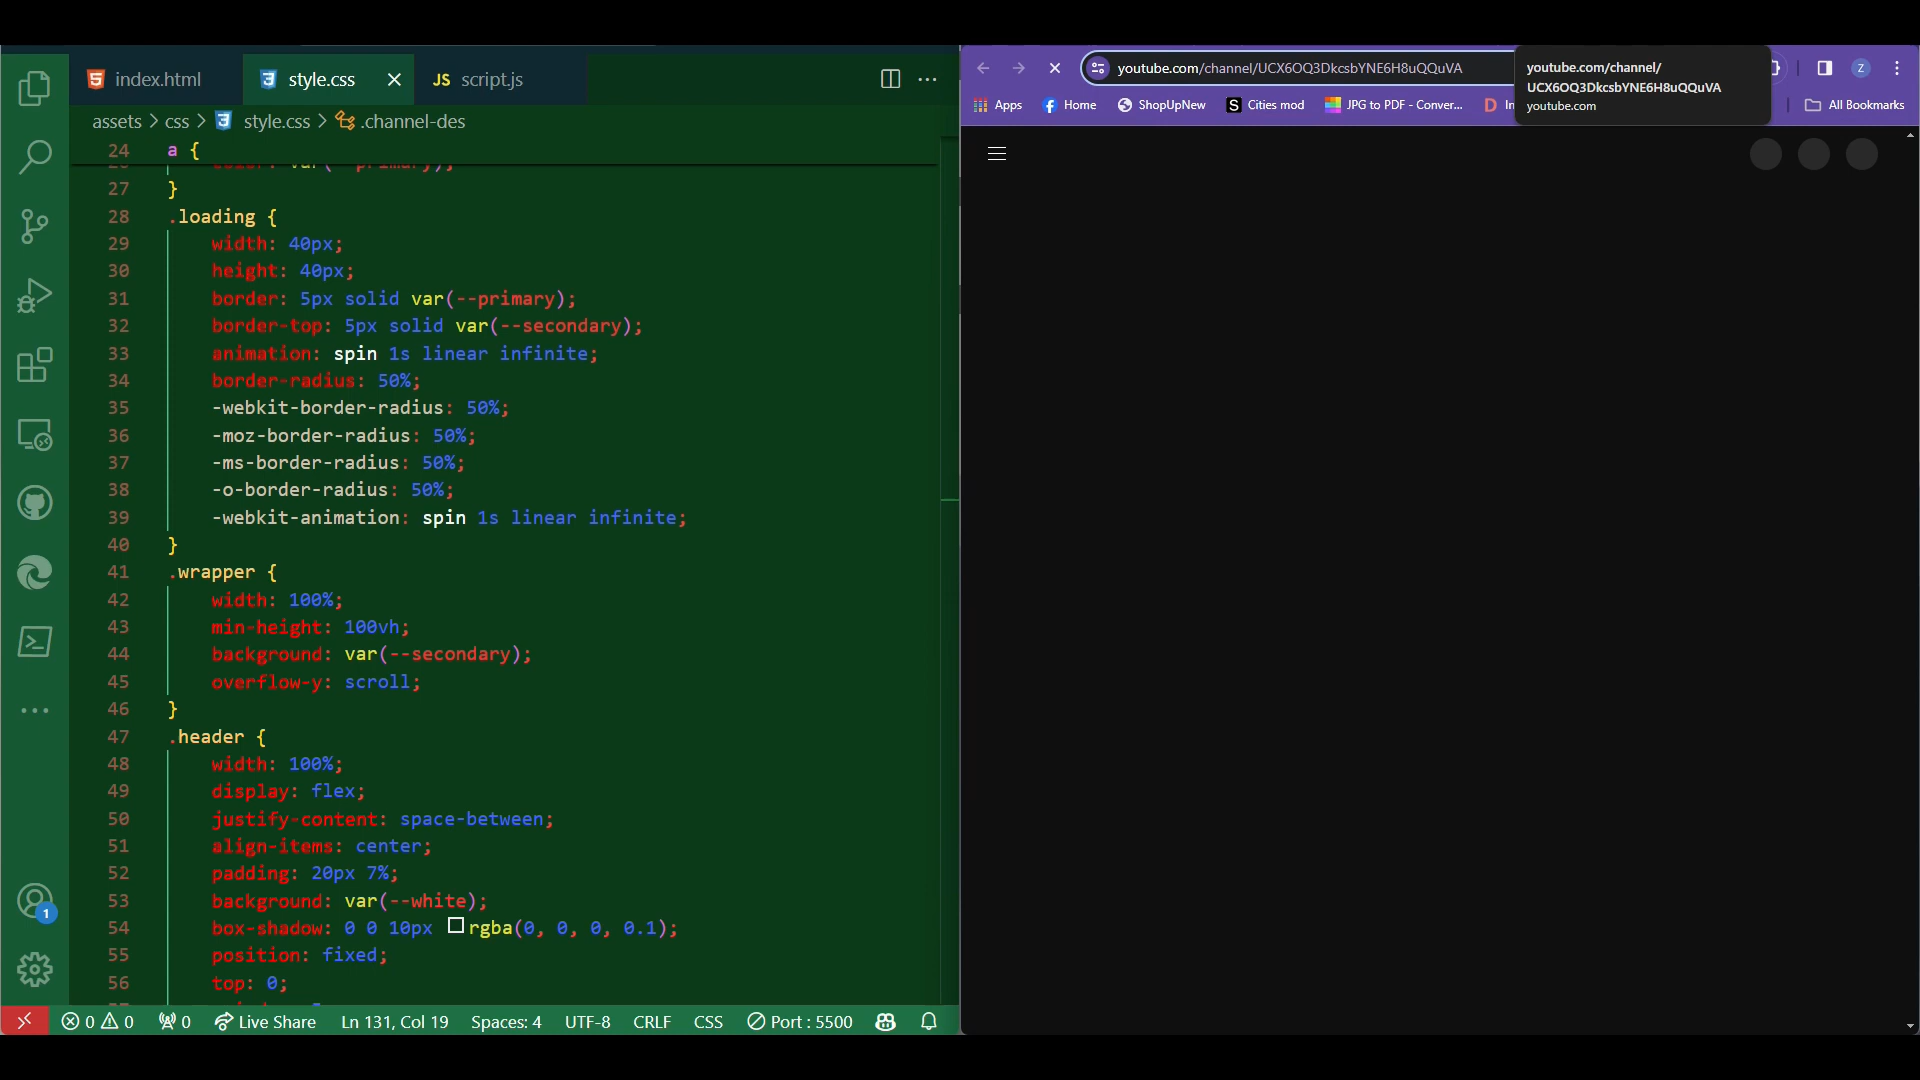 index.html
style.css
JS script.js
assets > css > style.css > .channel-des
24 a {
27 }
28 .loading {
29 width: 40px;
30 height: 40px;
31 border: 5px solid var(--primary);
32 border-top: 5px solid var(--secondary);
33 animation: spin 1s linear infinite;
34 border-radius: 50%;
35 -webkit-border-radius: 50%;
36 -moz-border-radius: 50%;
37 -ms-border-radius: 50%;
38 -o-border-radius: 50%;
39 -webkit-animation: spin 1s linear infinite;
40 }
41 .wrapper {
42 width: 100%;
43 min-height: 100vh;
44 background: var(--secondary);
45 overflow-y: scroll;
46 }
47 .header {
48 width: 100%;
49 display: flex;
50 justify-content: space-between;
51 align-items: center;
52 padding: 20px 7%;
53 background: var(--white);
54 box-shadow: 0 0 10px rgba(0, 0, 0, 0.1);
55 position: fixed;
56 top: 0;
1
0 0 0 Live Share Ln 131, Col 19 Spaces: 4 UTF-8 CRLF CSS Port : 5500
youtube.com/channel/UCX6OQ3DkcsbYNE6H8uQQuVA
Z
youtube.com/channel/
UCX6OQ3DkcsbYNE6H8uQQuVA
youtube.com
Apps Home ShopUpNew S Cities mod JPG to PDF - Conver... D All Bookmarks